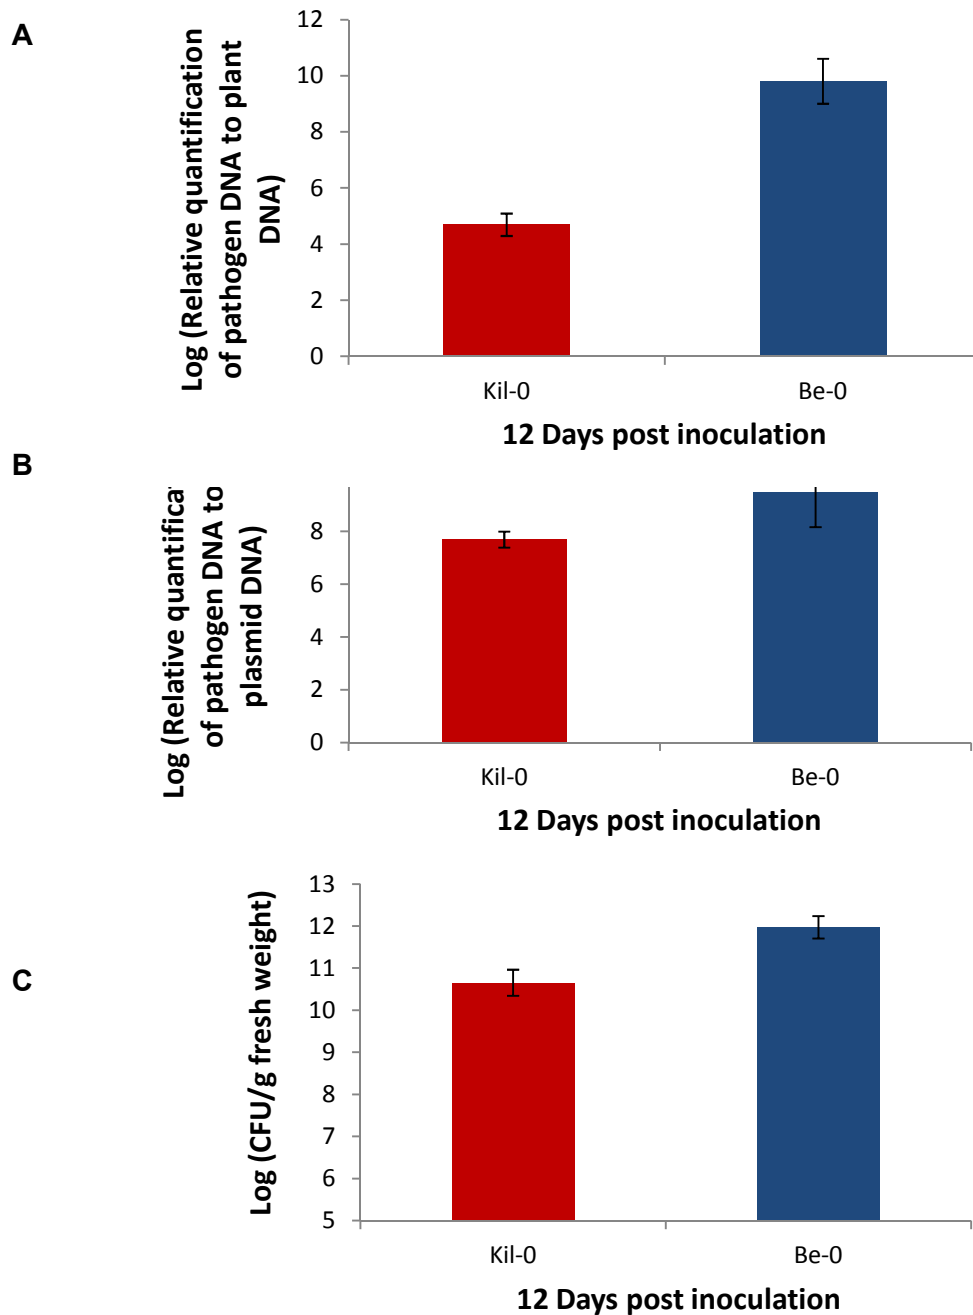 A
Log (Relative quantification
of pathogen DNA to plant
DNA)
12
10
8
6
4
2
0
Kil-0
Be-0
12 Days post inoculation
B
Log (Relative quantifica
of pathogen DNA to
plasmid DNA)
8
6
4
2
0
Kil-0
Be-0
12 Days post inoculation
C
Log (CFU/g fresh weight)
13
12
11
10
9
8
7
6
5
Kil-0
Be-0
12 Days post inoculation